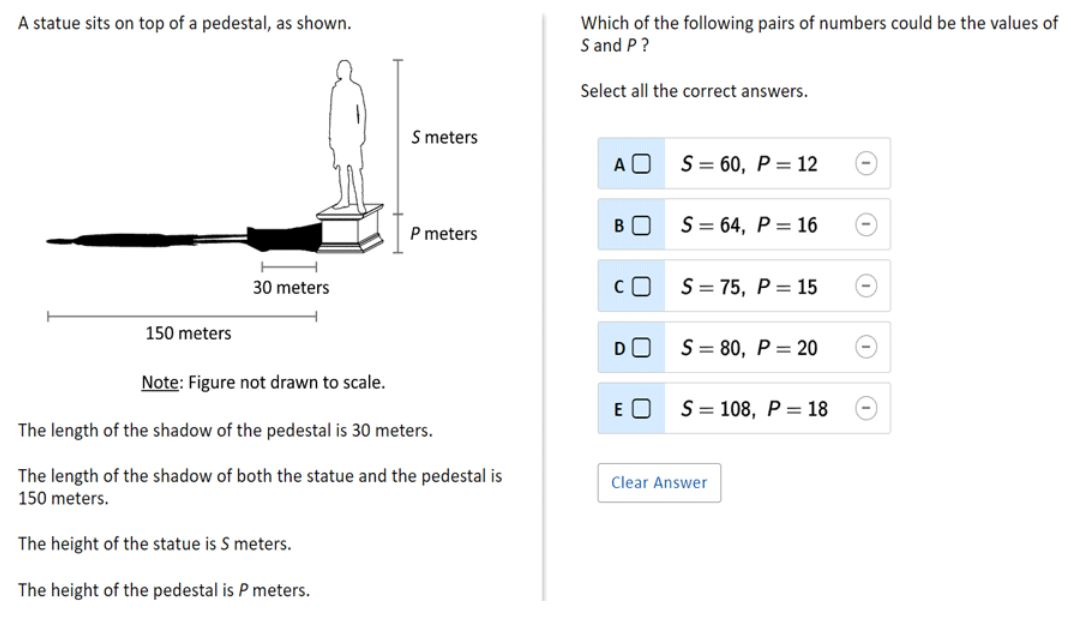 A statue sits on top of a pedestal, as shown.
S meters
P meters
30 meters
150 meters
Note: Figure not drawn to scale.
The length of the shadow of the pedestal is 30 meters.
The length of the shadow of both the statue and the pedestal is
150 meters.
The height of the statue is S meters.
The height of the pedestal is P meters.
Which of the following pairs of numbers could be the values of
S and P ?
Select all the correct answers.
A S = 60, P = 12
B S = 64, P = 16
C S = 75, P = 15
D S = 80, P = 20
E S = 108, P = 18
Clear Answer